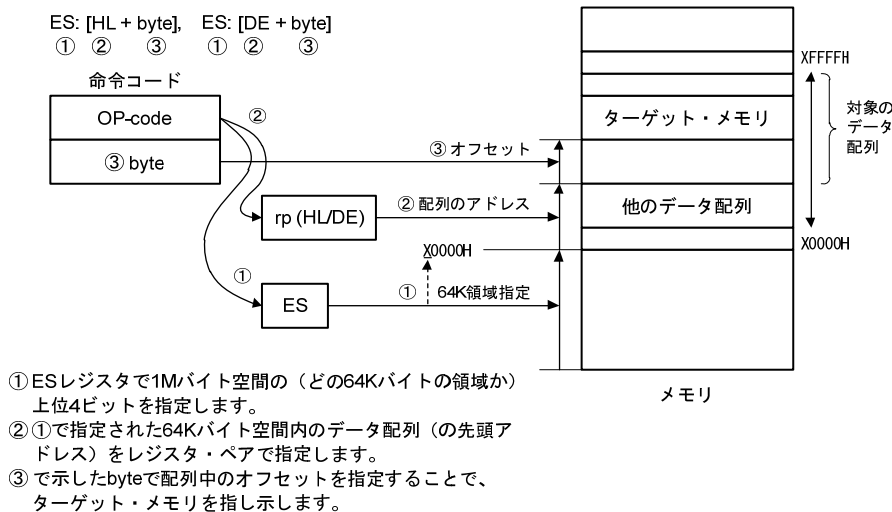 ES: [HL + byte], ES: [DE + byte]
① ② ③ ① ② ③
命令コード
OP-code
③ byte
②
①
rp (HL/DE)
ES
③ オフセット
② 配列のアドレス
X0000H
① 64K領域指定
XFFFFH
ターゲット・メモリ
対象の
データ
配列
他のデータ配列
X0000H
メモリ
① ESレジスタで1Mバイト空間の（どの64Kバイトの領域か）
上位4ビットを指定します。
② ①で指定された64Kバイト空間内のデータ配列（の先頭ア
ドレス）をレジスタ・ペアで指定します。
③ で示したbyteで配列中のオフセットを指定することで、
ターゲット・メモリを指し示します。